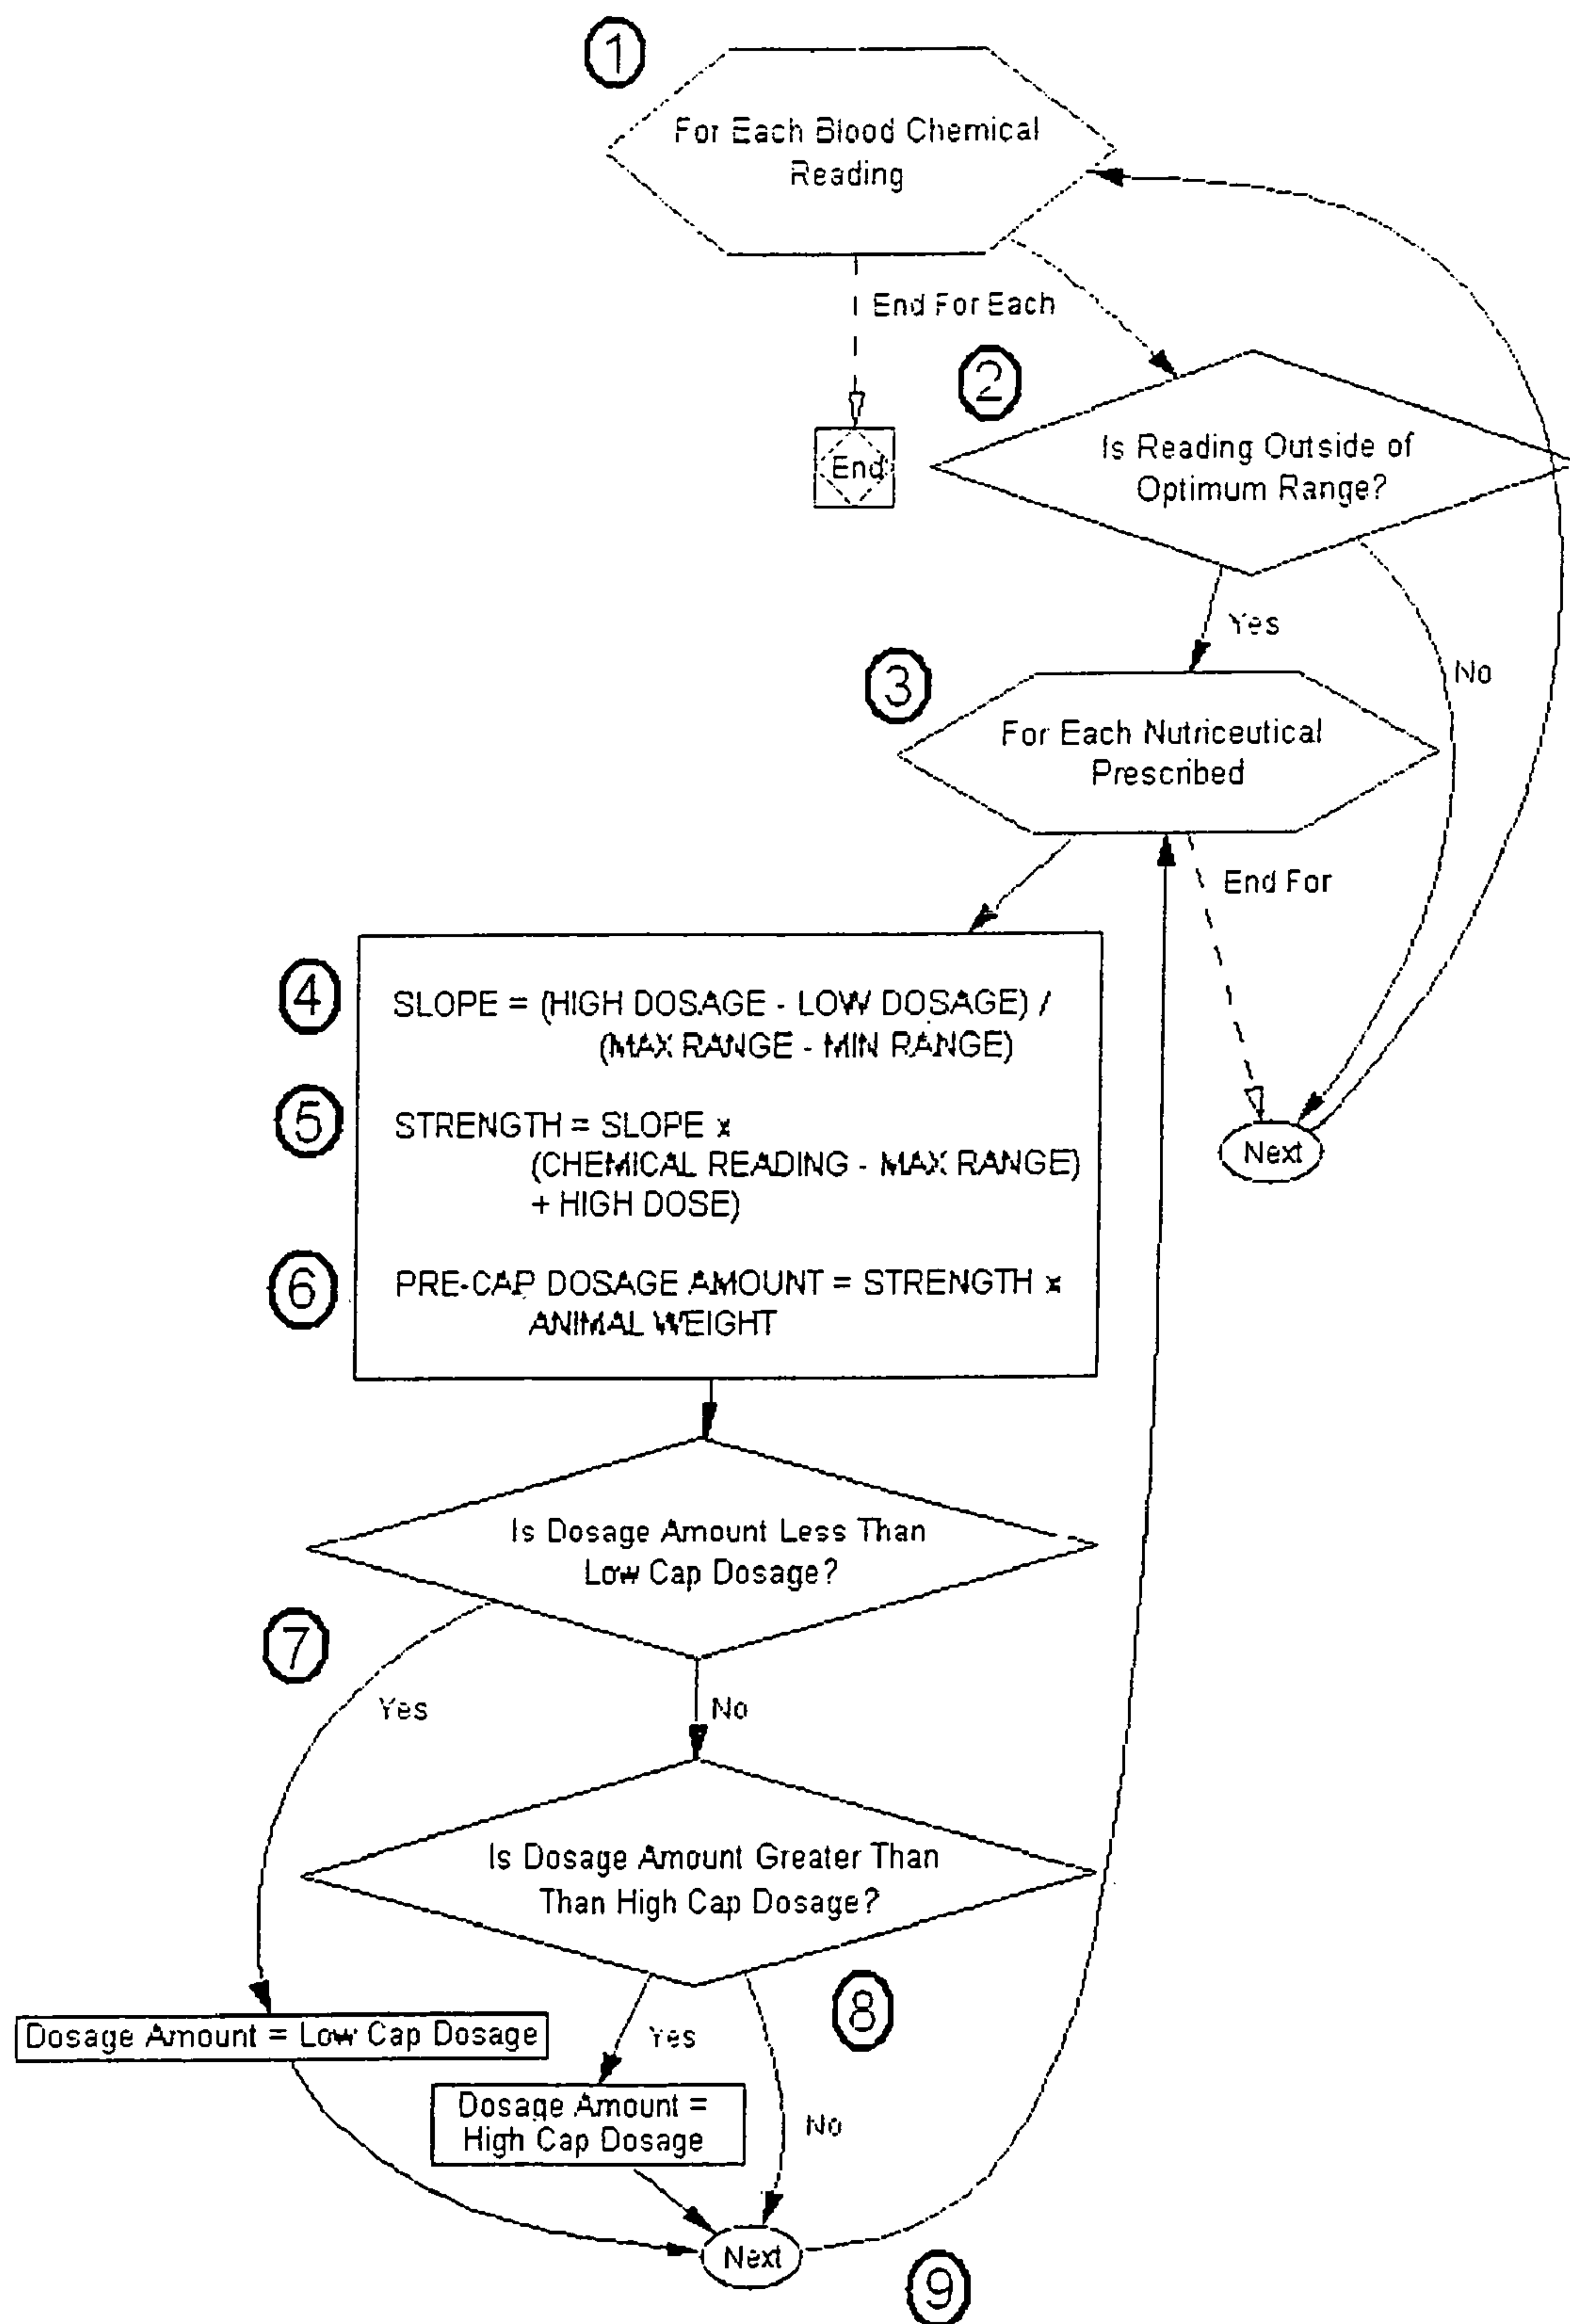 1
For Each Blood Chemical
Reading
End For Each
2
End
Is Reading Outside of
Optimum Range?
Yes
No
3
For Each Nutriceutical
Prescribed
End For
4
SLOPE = (HIGH DOSAGE - LOW DOSAGE) /
(MAX RANGE - MIN RANGE)
5
STRENGTH = SLOPE x
(CHEMICAL READING - MAX RANGE)
+ HIGH DOSE)
Next
6
PRE-CAP DOSAGE AMOUNT = STRENGTH x
ANIMAL WEIGHT
Is Dosage Amount Less Than
Low Cap Dosage?
7
Yes
No
Is Dosage Amount Greater Than
Than High Cap Dosage?
8
Dosage Amount = Low Cap Dosage
Yes
Dosage Amount =
High Cap Dosage
No
Next
9